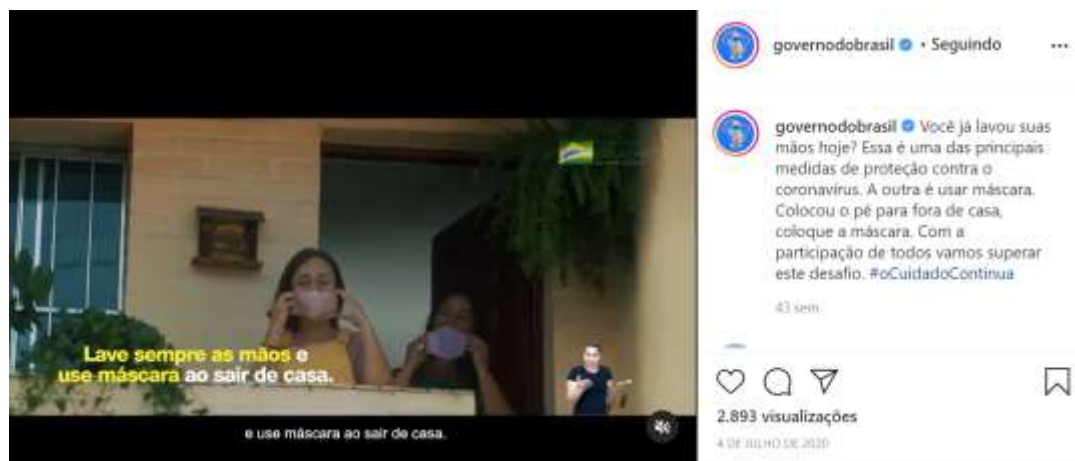 Lave sempre as mãos e
use máscara ao sair de casa.
e use máscara ao sair de casa.
governodobrasil • Seguindo
governodobrasil Você já lavou suas
mãos hoje? Essa é uma das principais
medidas de proteção contra o
coronavírus. A outra é usar máscara.
Colocou o pé para fora de casa,
coloque a máscara. Com a
participação de todos vamos superar
este desafio. #oCuidadoContinua
43 sem
2.893 visualizações
4 DE JULHO DE 2020